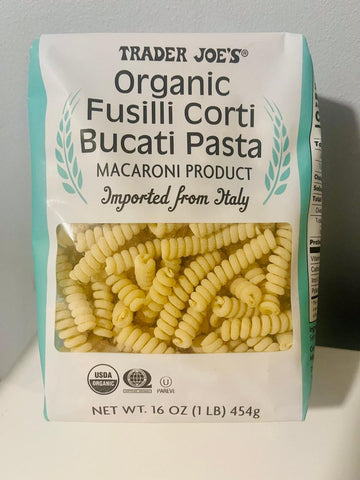 TRADER JOE'S®
Organic
Fusilli Corti
Bucati Pasta
MACARONI PRODUCT
Imported from Italy
USDA
ORGANIC
U
PAREVE
NET WT. 16 OZ (1 LB) 454g